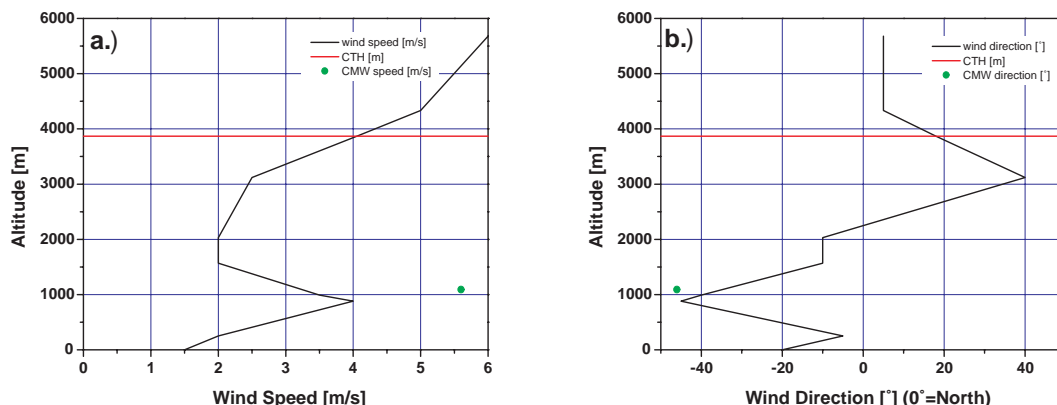 a.)
wind speed [m/s]
CTH [m]
CMW speed [m/s]
6000
5000
4000
3000
2000
1000
0
Altitude [m]
0 1 2 3 4 5 6
Wind Speed [m/s]
b.)
wind direction [°]
CTH [m]
CMW direction [°]
6000
5000
4000
3000
2000
1000
0
Altitude [m]
-40 -20 0 20 40
Wind Direction [°] (0°=North)